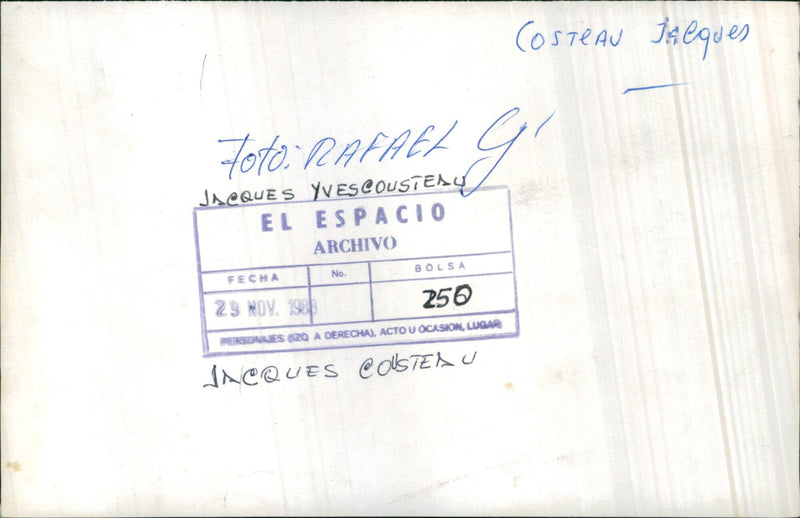 Costeau Jacques
Foto: RAFAEL G
JACQUES YVESCOUSTEAU
EL ESPACIO
ARCHIVO
FECHA No. BOLSA
29 NOV. 1988 250
PERSONAJES (IZQ. A DERECHA), ACTO U OCASION, LUGAR)
JACQUES COUSTEAU